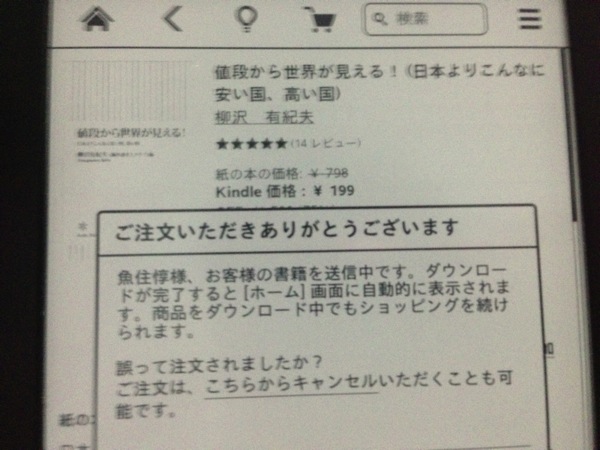 検索
値段から世界が見える！(日本よりこんなに
安い国、高い国)
柳沢　有紀夫
★★★★★(14 レビュー)
紙の本の価格: ￥ 798
Kindle 価格：￥ 199
値段から世界が見える!
ご注文いただきありがとうございます
魚住惇様、お客様の書籍を送信中です。ダウンロー
ドが完了すると [ホーム] 画面に自動的に表示されま
す。商品をダウンロード中でもショッピングを続け
られます。
誤って注文されましたか？
ご注文は、こちらからキャンセルいただくことも可
能です。